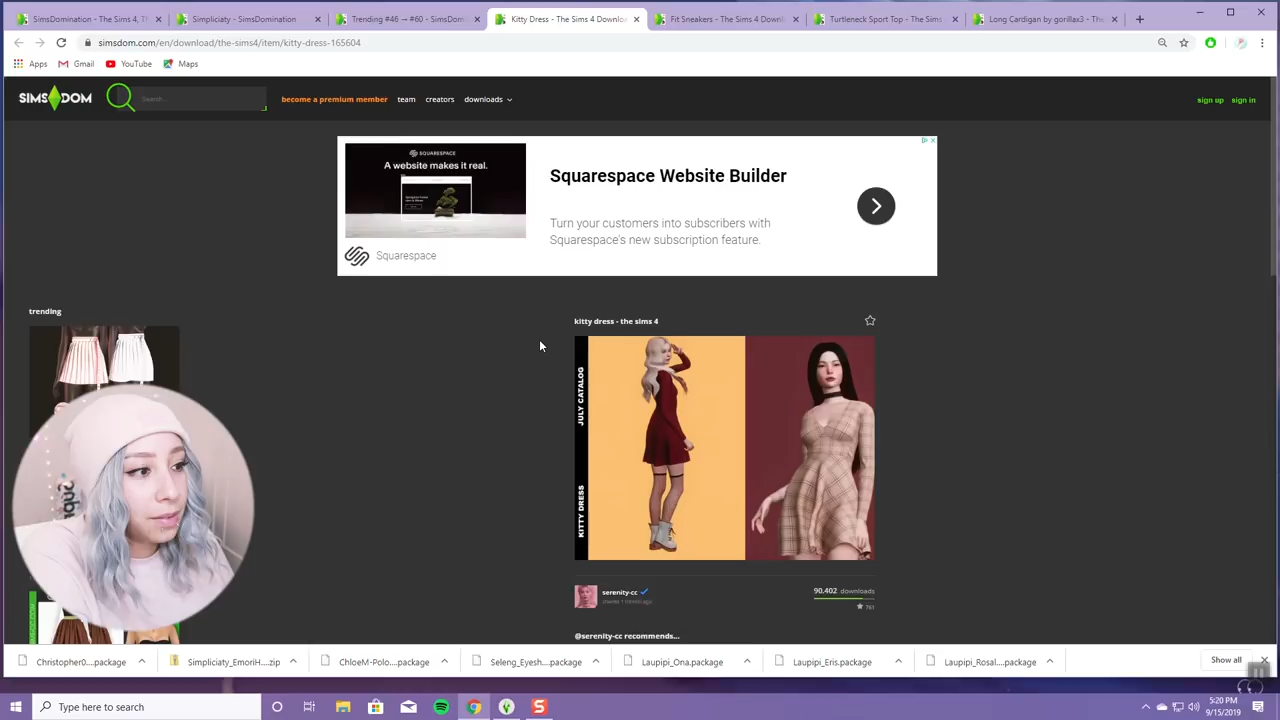 SimsDomination - The Sims 4,
Simpliciaty - SimsDomination
Trending #46 → #60 - SimsDom
Kitty Dress - The Sims 4 Downlo
Fit Sneakers - The Sims 4 Downl
Turtleneck Sport Top - The Sims
Long Cardigan by gorillax3 - The
simsdom.com/en/download/the-sims4/item/kitty-dress-165604
Apps
Gmail
YouTube
Maps
SIMS DOM
Search...
become a premium member
team
creators
downloads
sign up
sign in
SQUARESPACE
A website makes it real.
Squarespace Website Builder
Turn your customers into subscribers with
Squarespace's new subscription feature.
Squarespace
trending
kitty dress - the sims 4
JULY CATALOG
KITTY DRESS
serenity-cc
90.402 downloads
761
@serenity-cc recommends...
Christopher0....package
Simpliciaty_EmoriH....zip
ChloeM-Polo....package
Seleng_Eyesh....package
Laupipi_Ona.package
Laupipi_Eris.package
Laupipi_Rosal....package
Show all
Type here to search
5:20 PM
9/15/2019